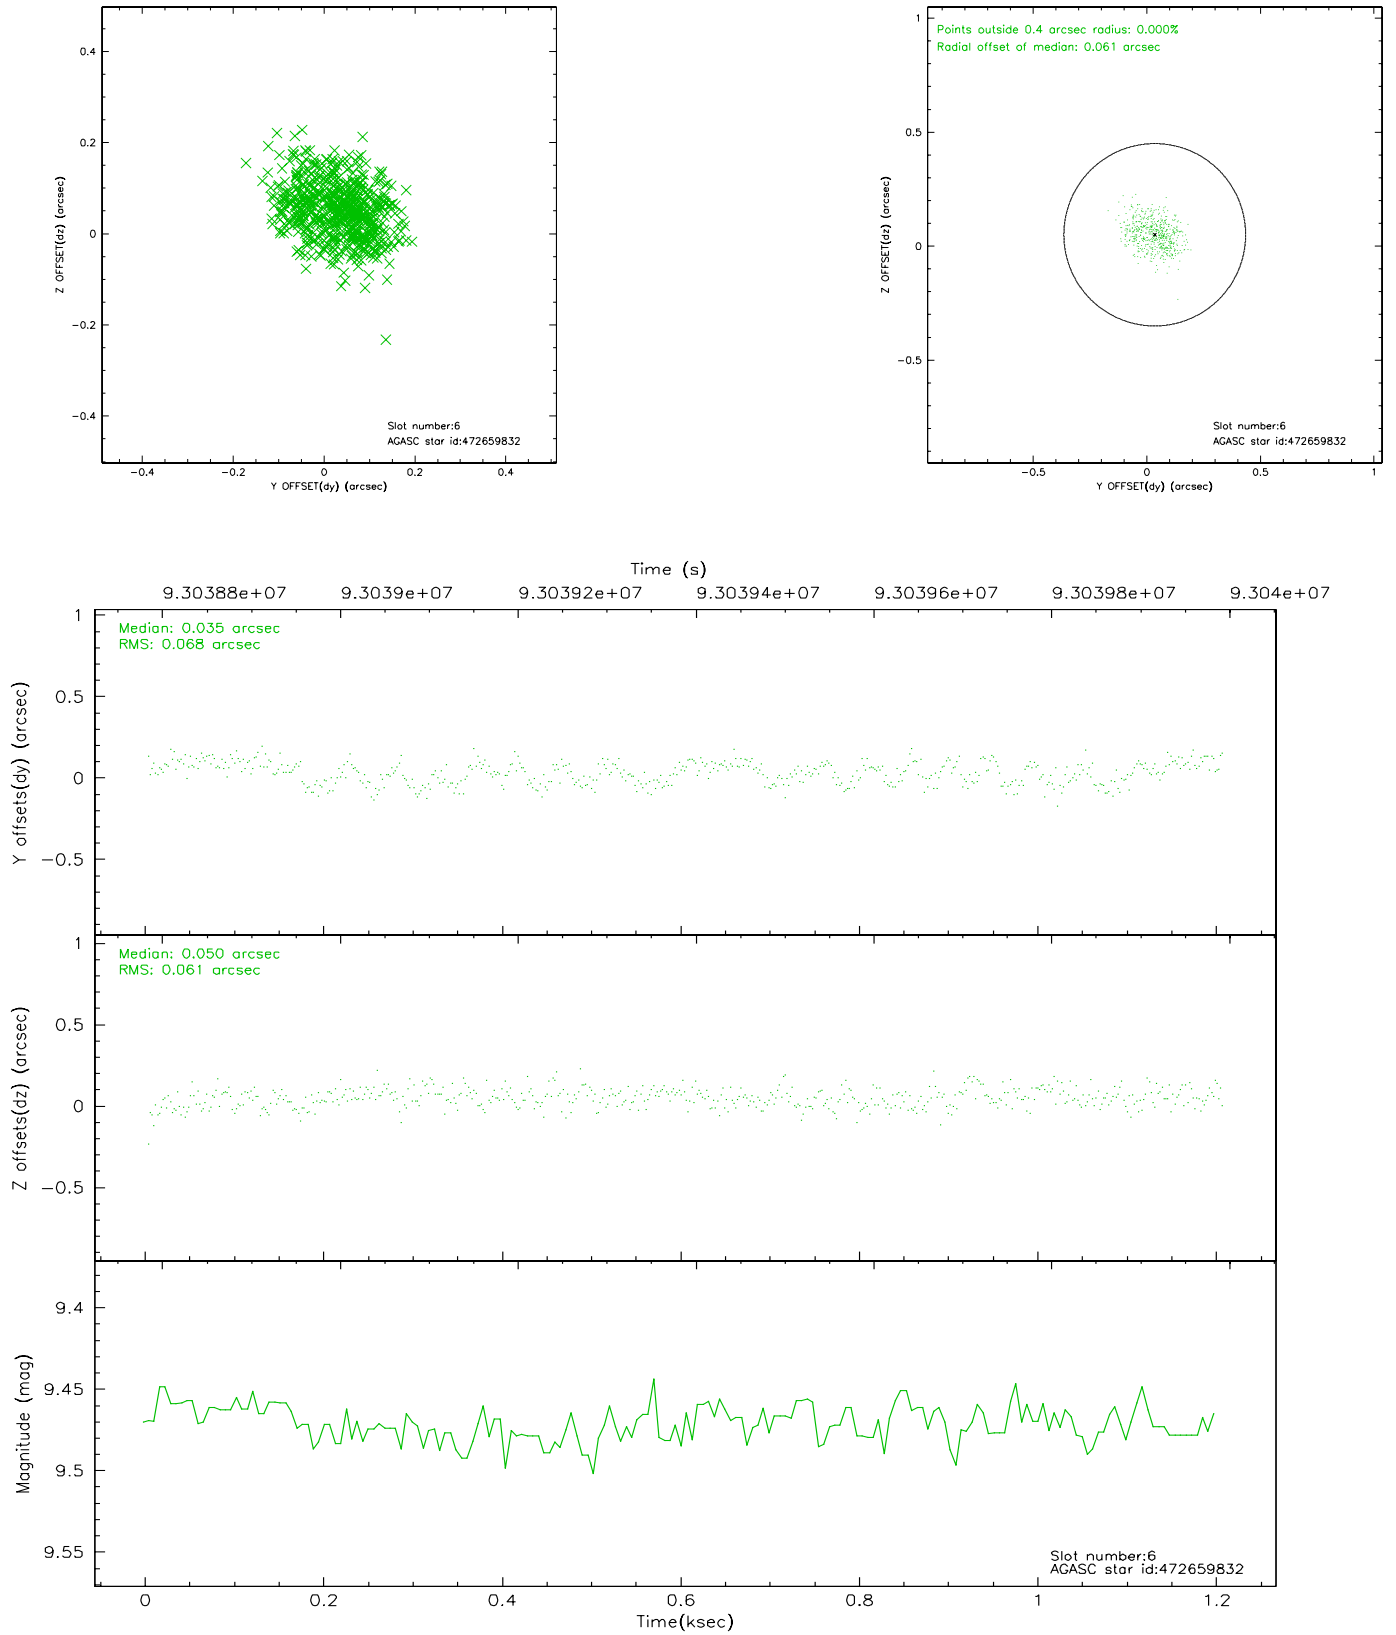 0.4
0.2
0
-0.2
-0.4
Z OFFSET(dz) (arcsec)
Slot number:6
AGASC star id:472659832
-0.4 -0.2 0 0.2 0.4
Y OFFSET(dy) (arcsec)
Points outside 0.4 arcsec radius: 0.000%
Radial offset of median: 0.061 arcsec
1
0.5
0
-0.5
Z OFFSET(dz) (arcsec)
Slot number:6
AGASC star id:472659832
-0.5 0 0.5 1
Y OFFSET(dy) (arcsec)
Time (s)
9.30388e+07 9.3039e+07 9.30392e+07 9.30394e+07 9.30396e+07 9.30398e+07 9.304e+07
Median: 0.035 arcsec
RMS: 0.068 arcsec
1
0.5
0
-0.5
Y offsets(dy) (arcsec)
Median: 0.050 arcsec
RMS: 0.061 arcsec
1
0.5
0
-0.5
Z offsets(dz) (arcsec)
9.4
9.45
9.5
9.55
Magnitude (mag)
Slot number:6
AGASC star id:472659832
0 0.2 0.4 0.6 0.8 1 1.2
Time(ksec)